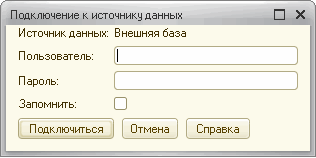 Подключение к источнику данных
Источник данных: Внешняя база
Пользователь:
Пароль:
Запомнить:
Подключиться Отмена Справка